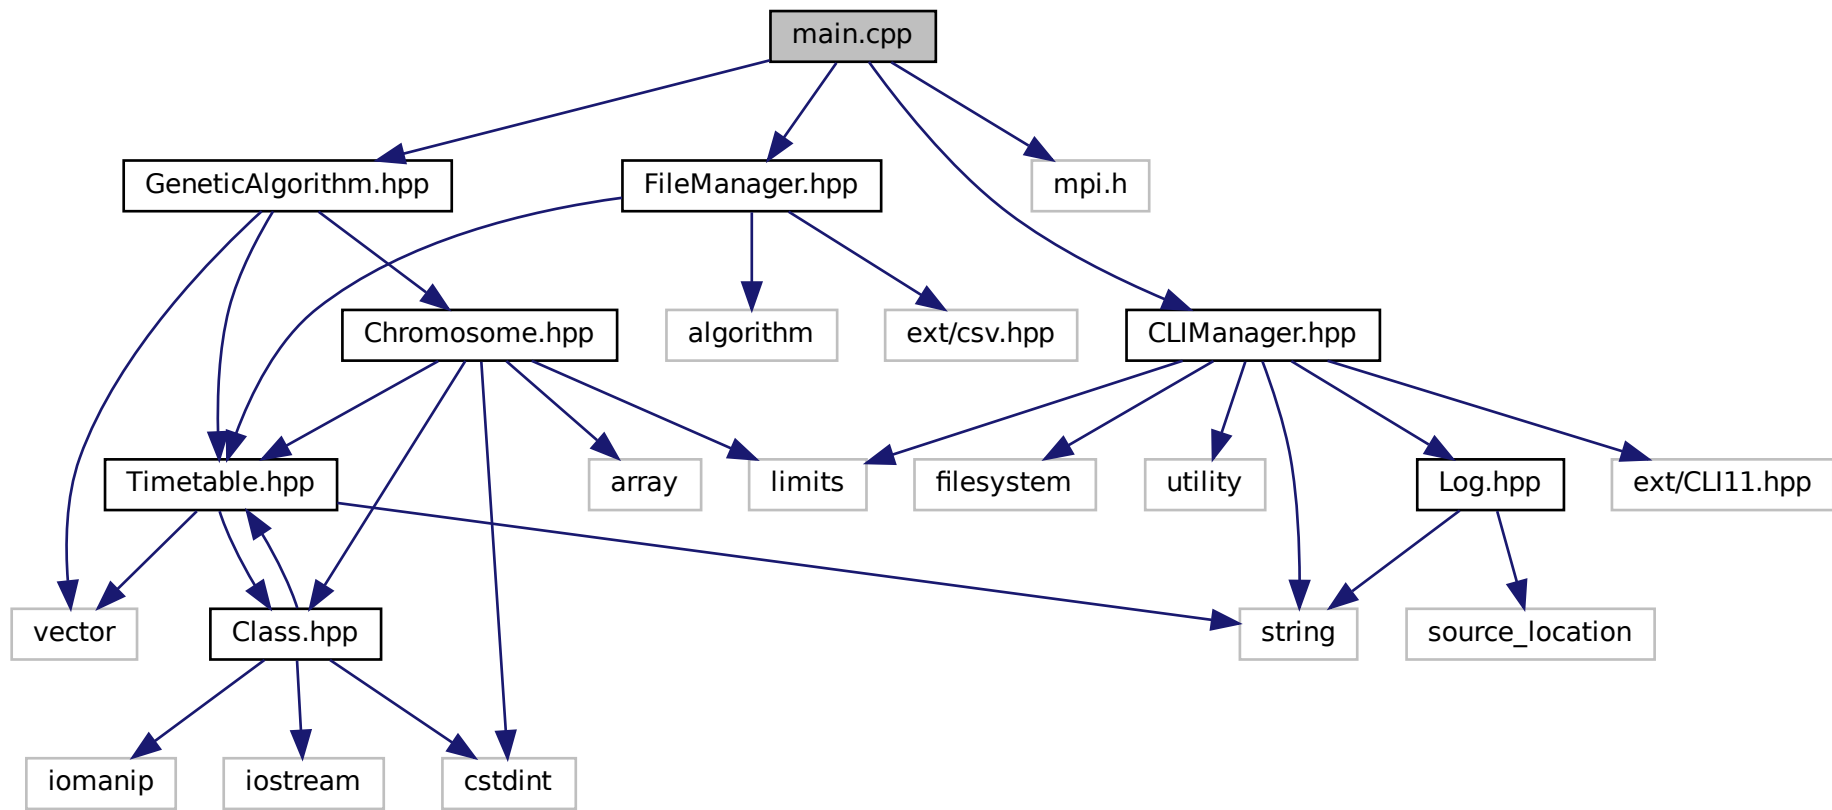 main.cpp
GeneticAlgorithm.hpp
FileManager.hpp
mpi.h
Chromosome.hpp
algorithm
ext/csv.hpp
CLIManager.hpp
Timetable.hpp
array
limits
filesystem
utility
Log.hpp
ext/CLI11.hpp
vector
Class.hpp
string
source_location
iomanip
iostream
cstdint